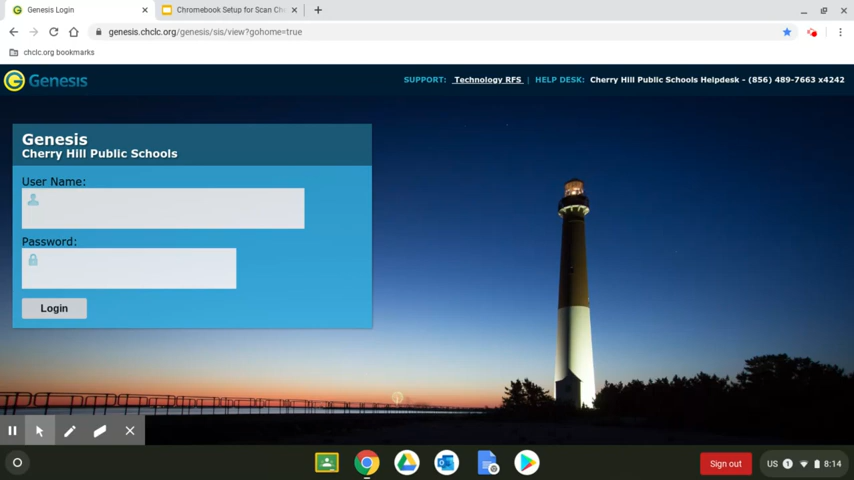 Genesis Login
Chromebook Setup for Scan Ch
genesis.chclc.org/genesis/sis/view?gohome=true
chclc.org bookmarks
Genesis
SUPPORT: Technology RFS | HELP DESK: Cherry Hill Public Schools Helpdesk - (856) 489-7663 x4242
Genesis
Cherry Hill Public Schools
User Name:
Password:
Login
Sign out
US 1 8:14